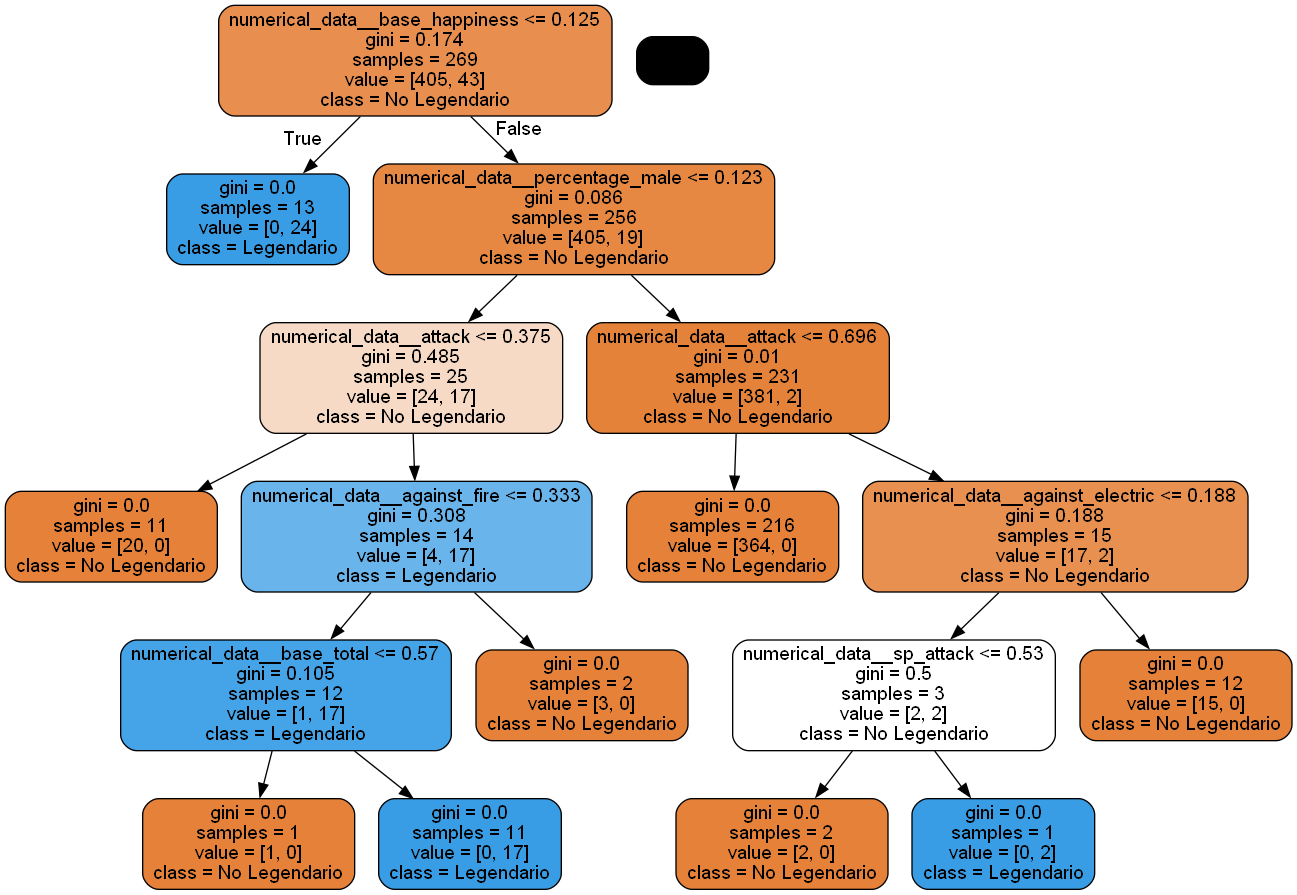 numerical_data__base_happiness <= 0.125
gini = 0.174
samples = 269
value = [405, 43]
class = No Legendario
True
False
gini = 0.0
samples = 13
value = [0, 24]
class = Legendario
numerical_data__percentage_male <= 0.123
gini = 0.086
samples = 256
value = [405, 19]
class = No Legendario
numerical_data__attack <= 0.375
gini = 0.485
samples = 25
value = [24, 17]
class = No Legendario
numerical_data__attack <= 0.696
gini = 0.01
samples = 231
value = [381, 2]
class = No Legendario
gini = 0.0
samples = 11
value = [20, 0]
class = No Legendario
numerical_data__against_fire <= 0.333
gini = 0.308
samples = 14
value = [4, 17]
class = Legendario
gini = 0.0
samples = 216
value = [364, 0]
class = No Legendario
numerical_data__against_electric <= 0.188
gini = 0.188
samples = 15
value = [17, 2]
class = No Legendario
numerical_data__base_total <= 0.57
gini = 0.105
samples = 12
value = [1, 17]
class = Legendario
gini = 0.0
samples = 2
value = [3, 0]
class = No Legendario
numerical_data__sp_attack <= 0.53
gini = 0.5
samples = 3
value = [2, 2]
class = No Legendario
gini = 0.0
samples = 12
value = [15, 0]
class = No Legendario
gini = 0.0
samples = 1
value = [1, 0]
class = No Legendario
gini = 0.0
samples = 11
value = [0, 17]
class = Legendario
gini = 0.0
samples = 2
value = [2, 0]
class = No Legendario
gini = 0.0
samples = 1
value = [0, 2]
class = Legendario